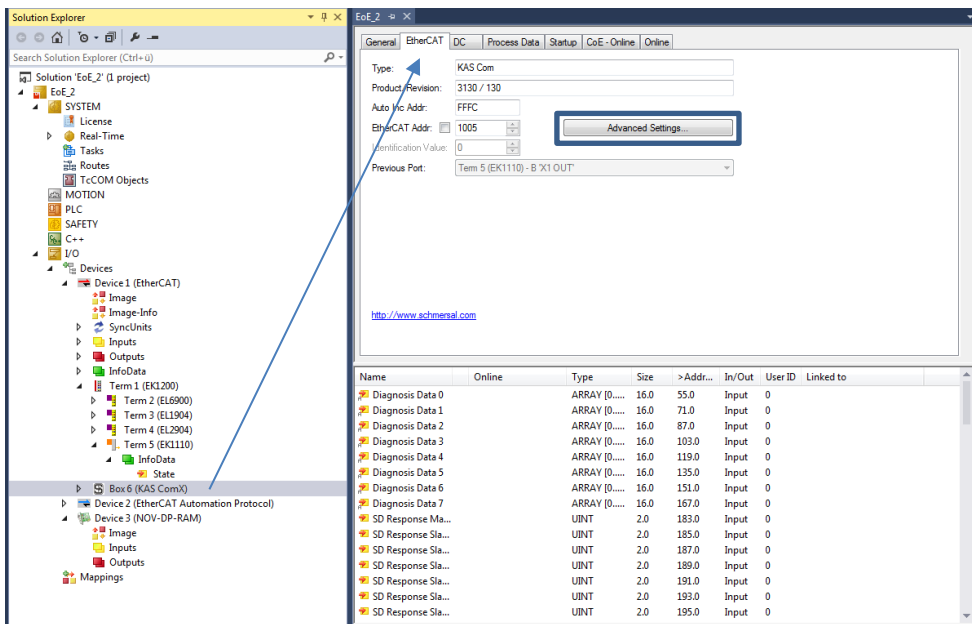 Solution Explorer
Search Solution Explorer (Ctrl+ü)
Solution 'EoE_2' (1 project)
EoE_2
SYSTEM
License
Real-Time
Tasks
Routes
TcCOM Objects
MOTION
PLC
SAFETY
C++
I/O
Devices
Device 1 (EtherCAT)
Image
Image-Info
SyncUnits
Inputs
Outputs
InfoData
Term 1 (EK1200)
Term 2 (EL6900)
Term 3 (EL1904)
Term 4 (EL2904)
Term 5 (EK1110)
InfoData
State
Box 6 (KAS ComX)
Device 2 (EtherCAT Automation Protocol)
Device 3 (NOV-DP-RAM)
Image
Inputs
Outputs
Mappings
EoE_2
General EtherCAT DC Process Data Startup CoE - Online Online
Type: KAS Com
Product/Revision: 3130 / 130
Auto Inc Addr: FFFC
EtherCAT Addr: 1005 Advanced Settings...
Identification Value: 0
Previous Port: Term 5 (EK1110) - B 'X1 OUT'
http://www.schmersal.com
Name Online Type Size >Addr... In/Out User ID Linked to
Diagnosis Data 0 ARRAY [0..... 16.0 55.0 Input 0
Diagnosis Data 1 ARRAY [0..... 16.0 71.0 Input 0
Diagnosis Data 2 ARRAY [0..... 16.0 87.0 Input 0
Diagnosis Data 3 ARRAY [0..... 16.0 103.0 Input 0
Diagnosis Data 4 ARRAY [0..... 16.0 119.0 Input 0
Diagnosis Data 5 ARRAY [0..... 16.0 135.0 Input 0
Diagnosis Data 6 ARRAY [0..... 16.0 151.0 Input 0
Diagnosis Data 7 ARRAY [0..... 16.0 167.0 Input 0
SD Response Ma... UINT 2.0 183.0 Input 0
SD Response Sla... UINT 2.0 185.0 Input 0
SD Response Sla... UINT 2.0 187.0 Input 0
SD Response Sla... UINT 2.0 189.0 Input 0
SD Response Sla... UINT 2.0 191.0 Input 0
SD Response Sla... UINT 2.0 193.0 Input 0
SD Response Sla... UINT 2.0 195.0 Input 0